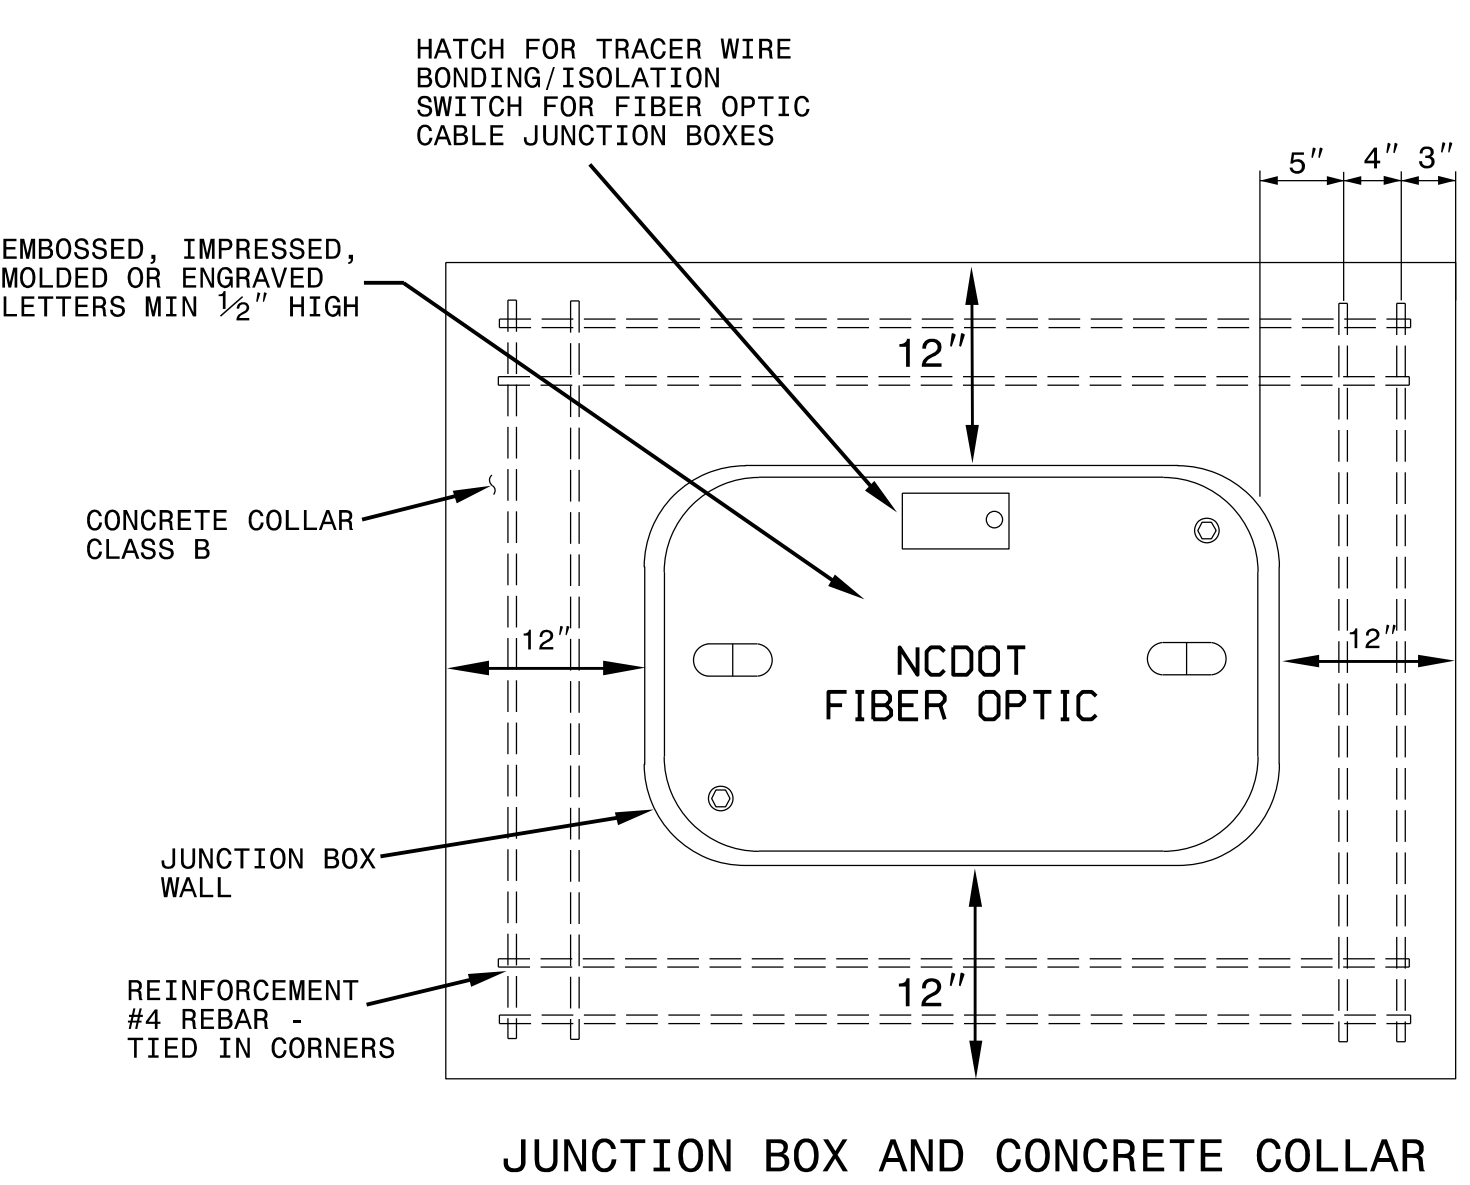 HATCH FOR TRACER WIRE
BONDING/ISOLATION
SWITCH FOR FIBER OPTIC
CABLE JUNCTION BOXES
5" 4" 3"
EMBOSSED, IMPRESSED,
MOLDED OR ENGRAVED
LETTERS MIN ½" HIGH
12"
CONCRETE COLLAR
CLASS B
12"
12"
NCDOT
FIBER OPTIC
JUNCTION BOX
WALL
REINFORCEMENT
#4 REBAR -
TIED IN CORNERS
12"
JUNCTION BOX AND CONCRETE COLLAR